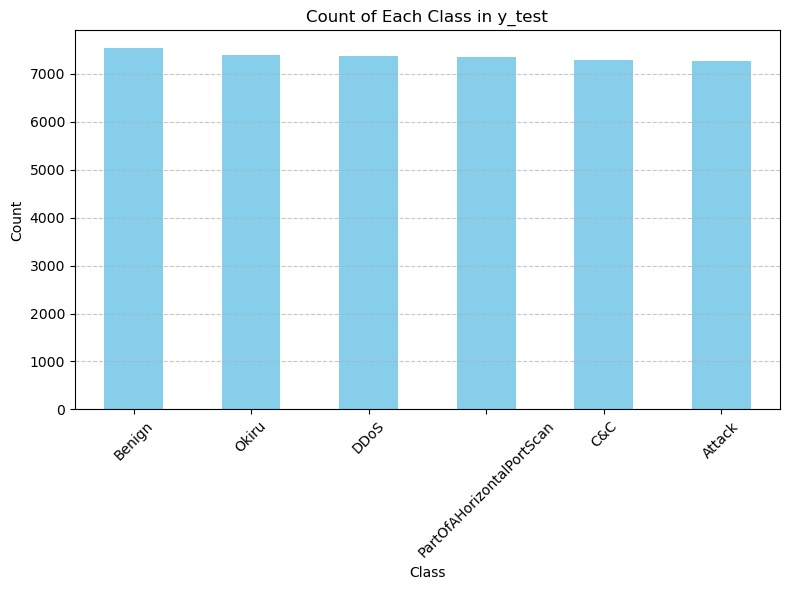 Count of Each Class in y_test
Count
7000
6000
5000
4000
3000
2000
1000
0
Benign
Okiru
DDoS
PartOfAHorizontalPortScan
C&C
Attack
Class